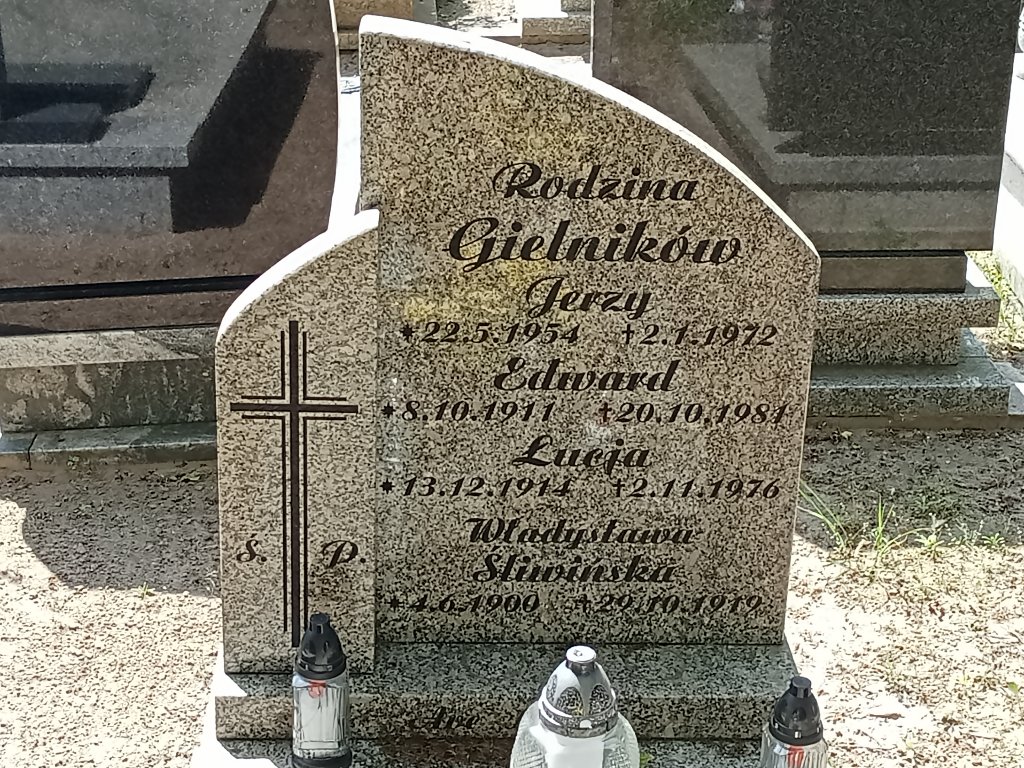 Rodzina
Gielników
Jerzy
*22.5.1954 †2.1.1972
Edward
*8.10.1911 †20.10.1981
Łucja
*13.12.1914 †2.11.1976
Władysława
Śliwińska
*4.6.1900 †29.10.1919
Ś. P.
Ave